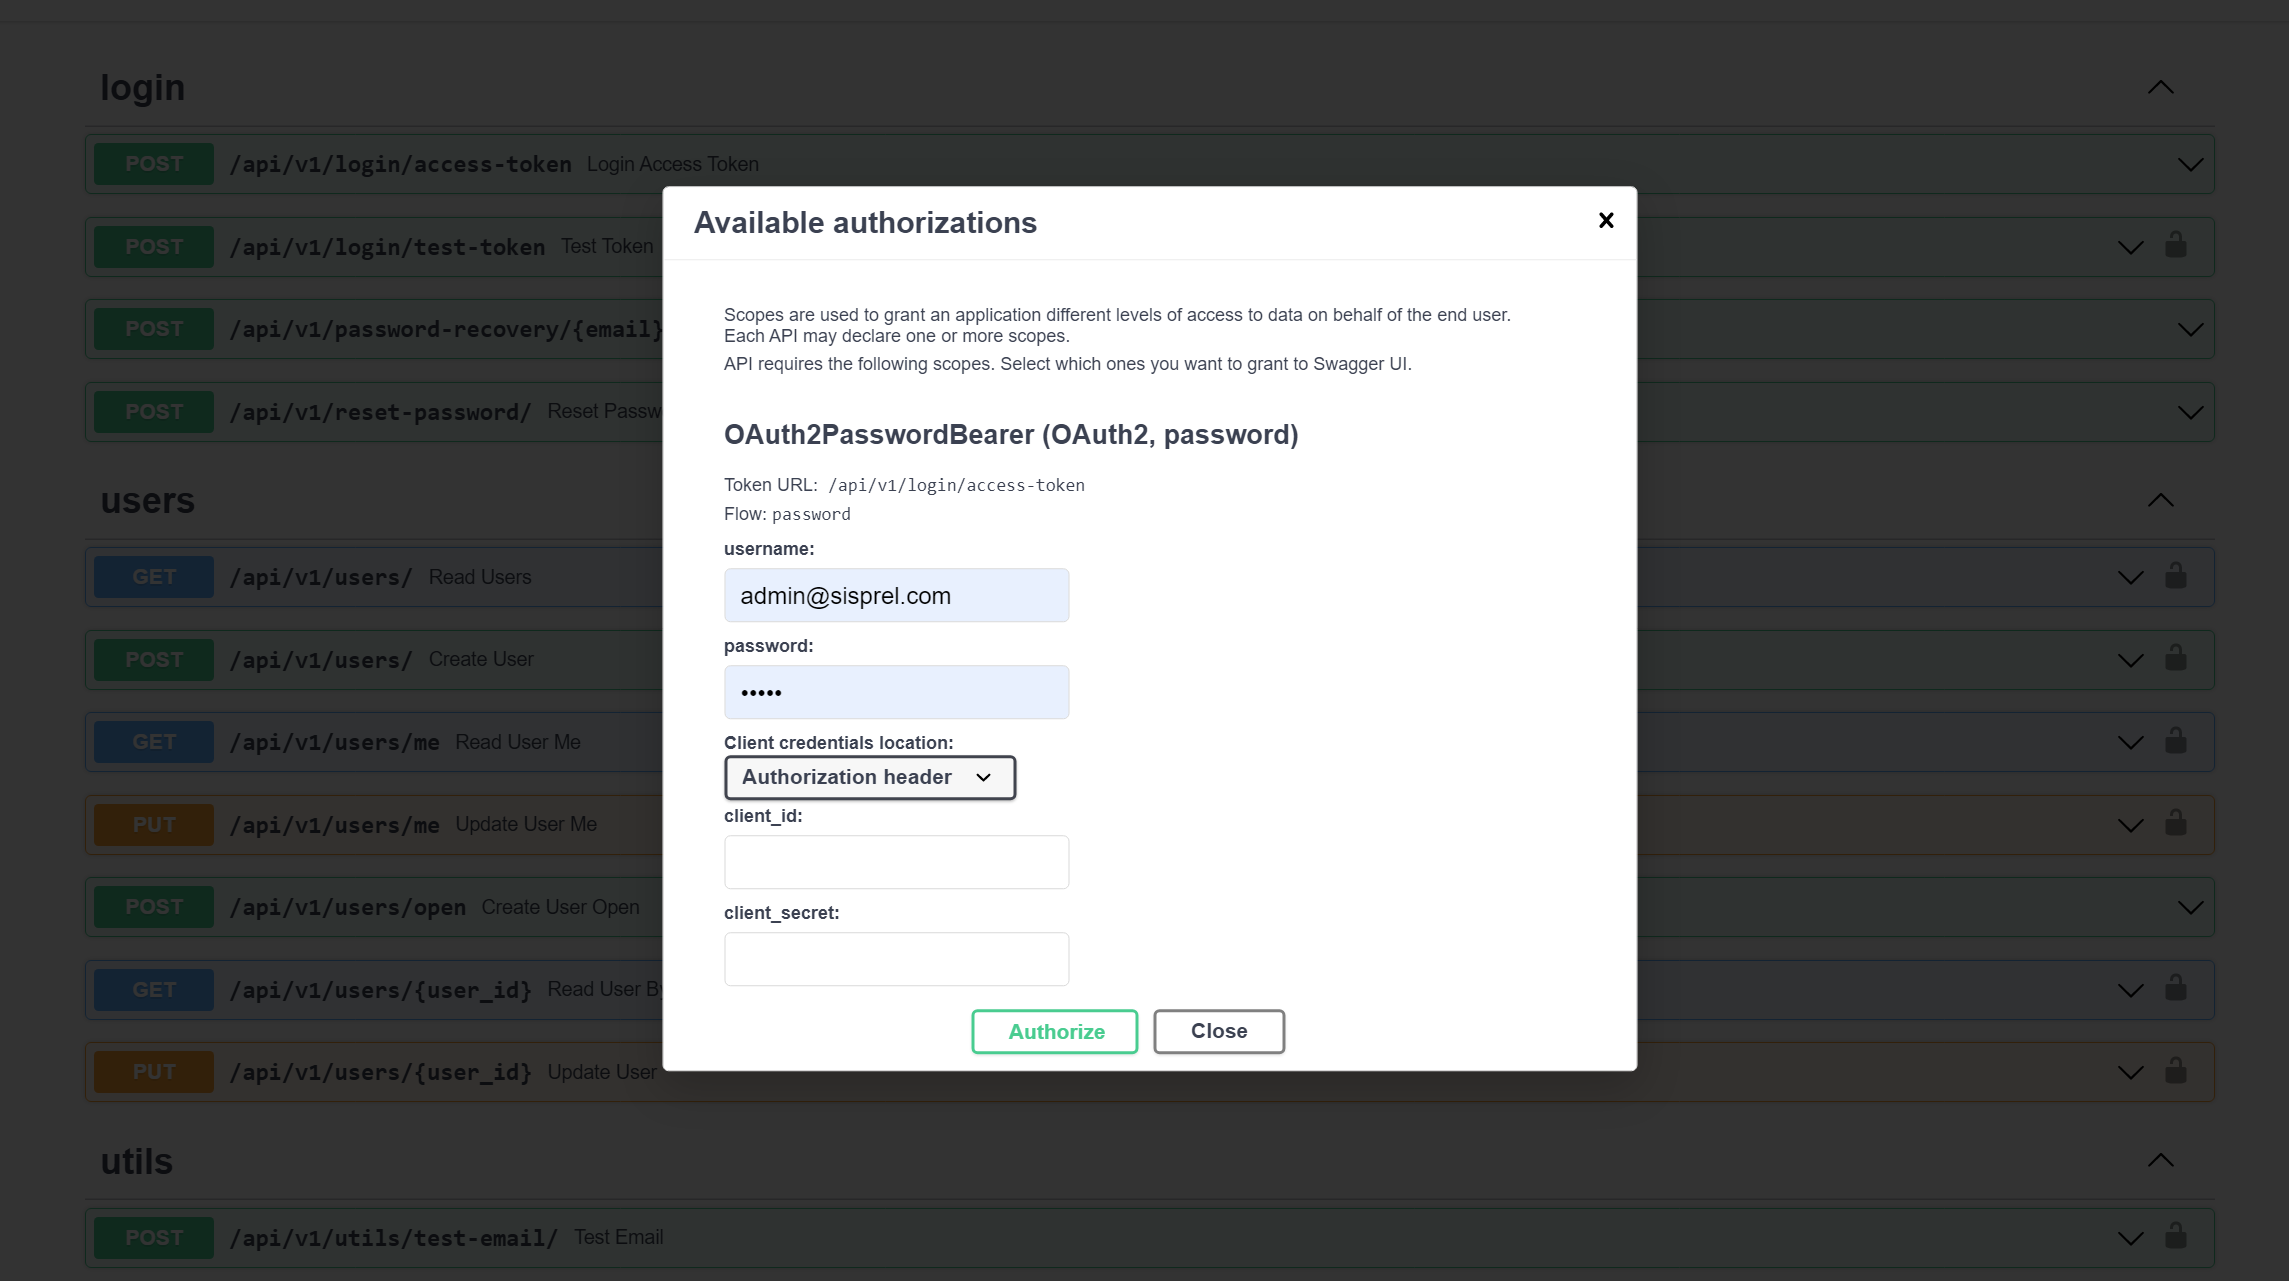 login
POST /api/v1/login/access-token Login Access Token
POST /api/v1/login/test-token Test Token
POST /api/v1/password-recovery/{email}
POST /api/v1/reset-password/ Reset Passw
users
GET /api/v1/users/ Read Users
POST /api/v1/users/ Create User
GET /api/v1/users/me Read User Me
PUT /api/v1/users/me Update User Me
POST /api/v1/users/open Create User Open
GET /api/v1/users/{user_id} Read User By
PUT /api/v1/users/{user_id} Update User
utils
POST /api/v1/utils/test-email/ Test Email
Available authorizations
Scopes are used to grant an application different levels of access to data on behalf of the end user.
Each API may declare one or more scopes.
API requires the following scopes. Select which ones you want to grant to Swagger UI.
OAuth2PasswordBearer (OAuth2, password)
Token URL: /api/v1/login/access-token
Flow: password
username:
admin@sisprel.com
password:
•••••
Client credentials location:
Authorization header
client_id:
client_secret:
Authorize Close